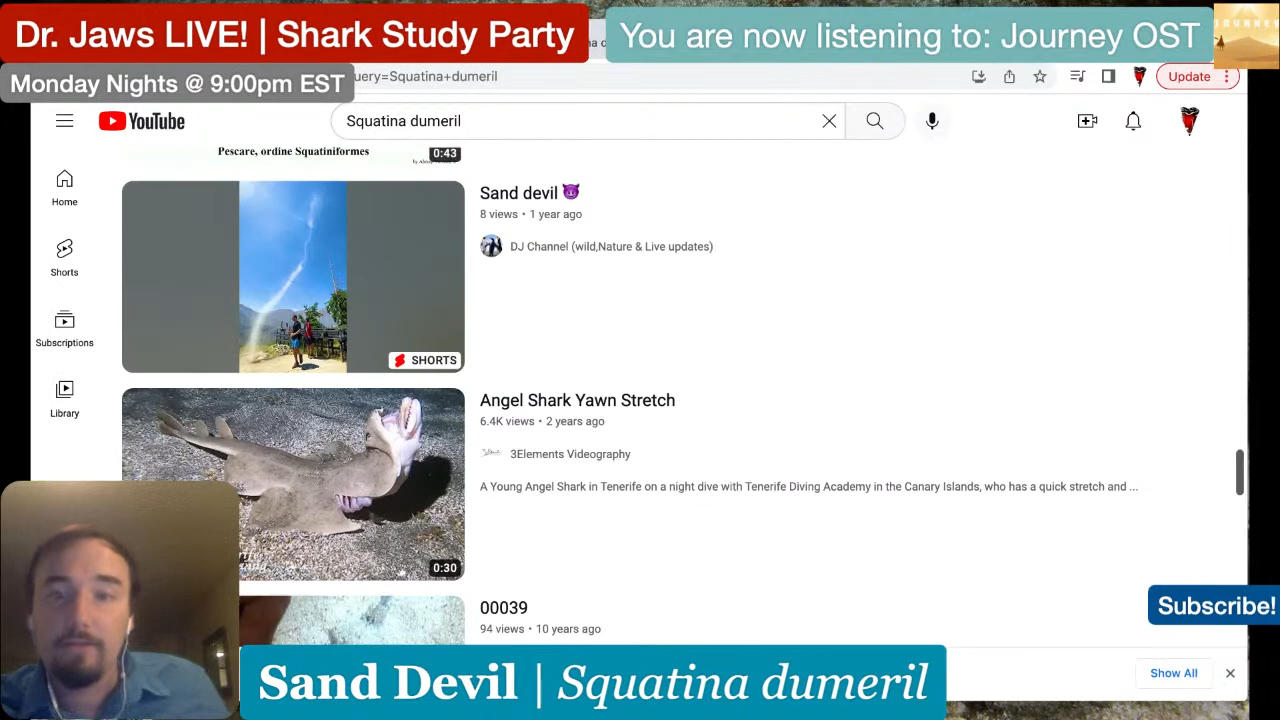 Dr. Jaws LIVE! | Shark Study Party
You are now listening to: Journey OST
JOURNEY
Monday Nights @ 9:00pm EST
uery=Squatina+dumeril
Update
YouTube
Squatina dumeril
Pescare, ordine Squatiniformes
0:43
Home
Shorts
Subscriptions
Library
Sand devil 😈
8 views • 1 year ago
DJ Channel (wild,Nature & Live updates)
SHORTS
Angel Shark Yawn Stretch
6.4K views • 2 years ago
3Elements Videography
A Young Angel Shark in Tenerife on a night dive with Tenerife Diving Academy in the Canary Islands, who has a quick stretch and ...
0:30
00039
94 views • 10 years ago
Subscribe!
Sand Devil | Squatina dumeril
Show All